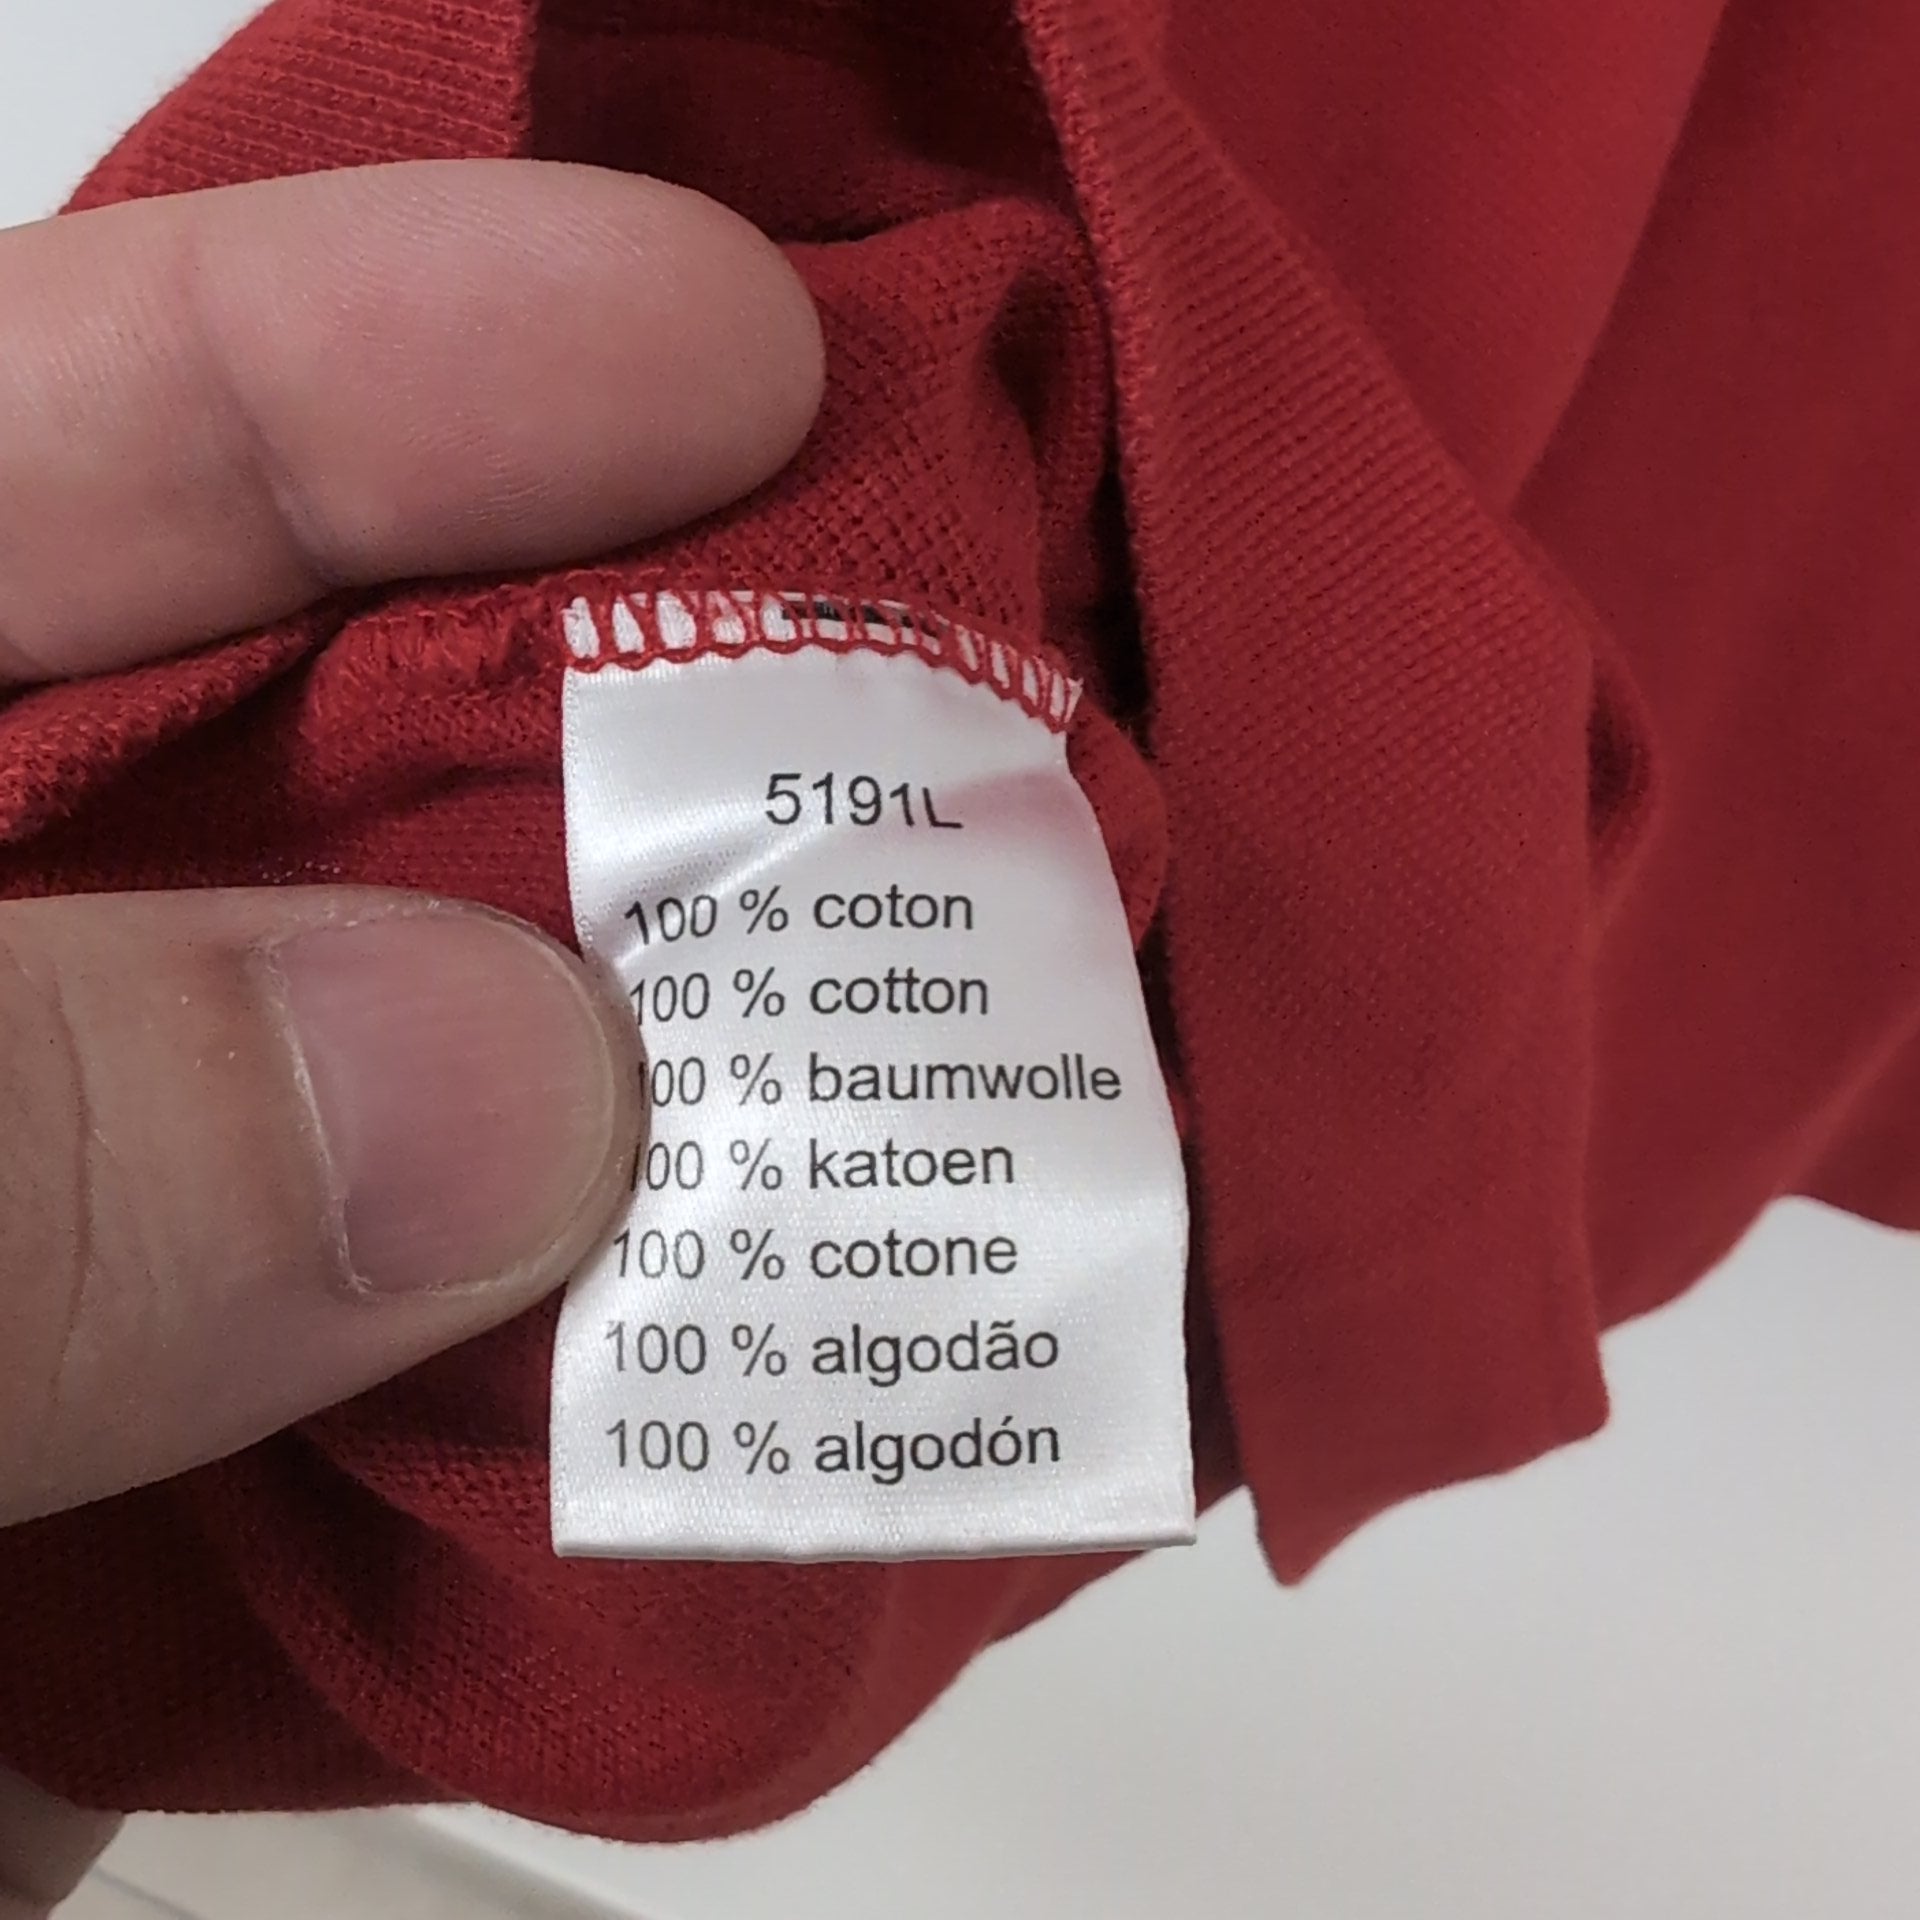 5191L
100 % coton
100 % cotton
100 % baumwolle
100 % katoen
100 % cotone
100 % algodão
100 % algodón